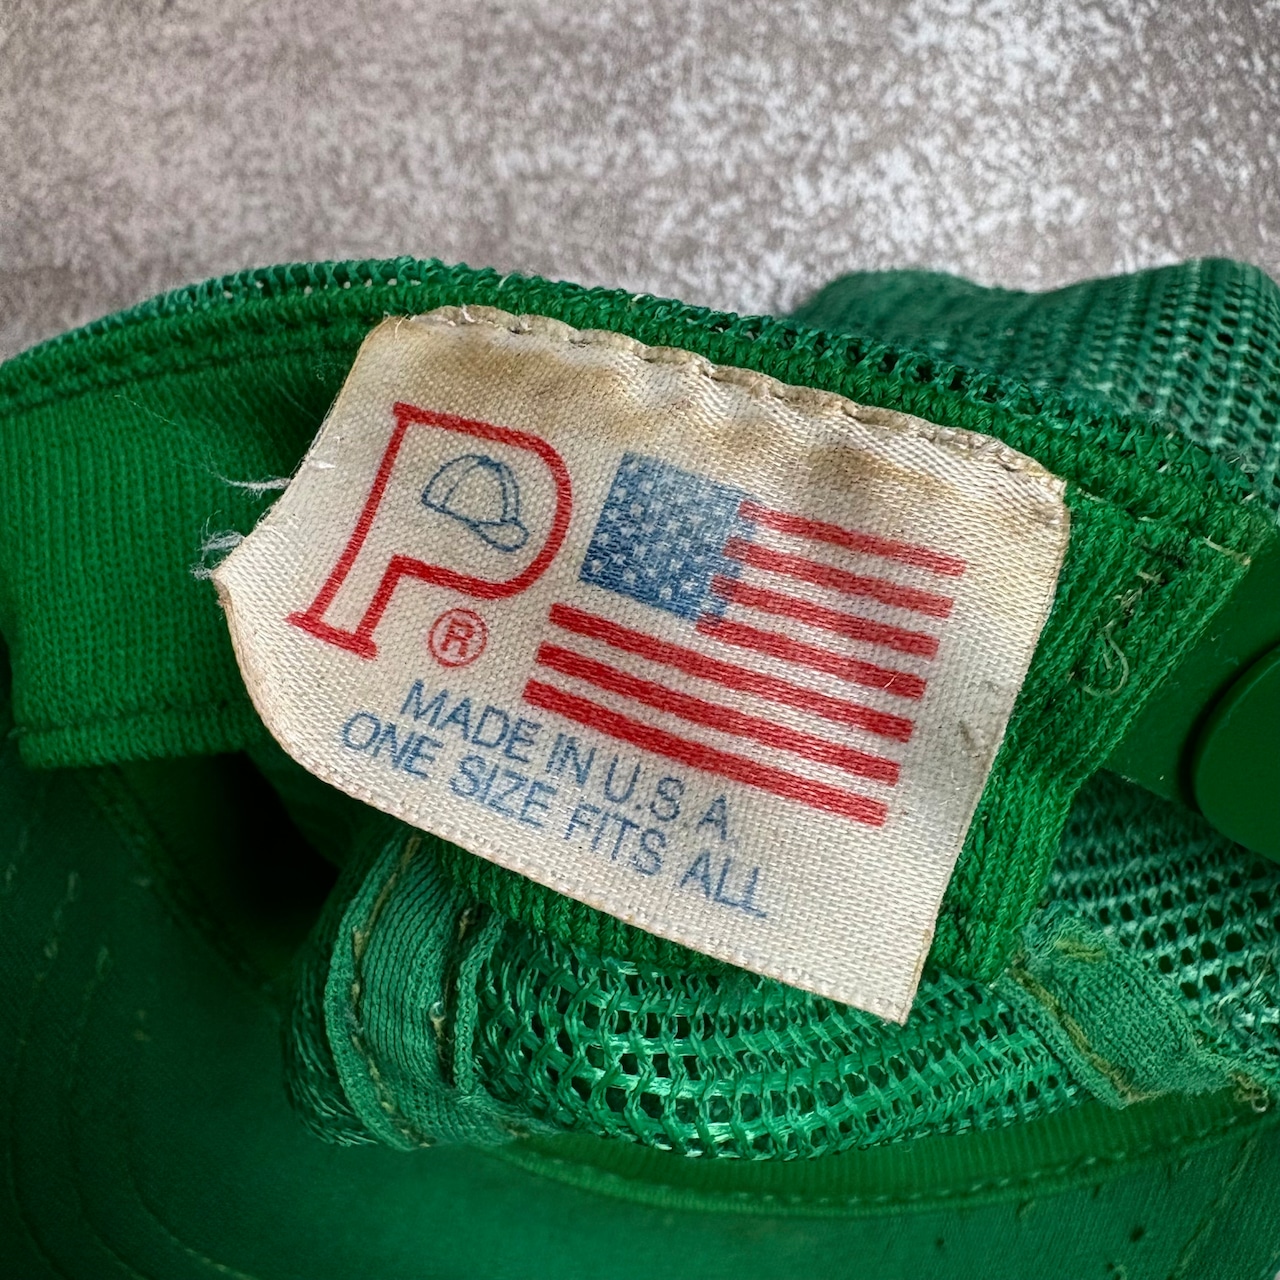 P
®
MADE IN U.S.A
ONE SIZE FITS ALL